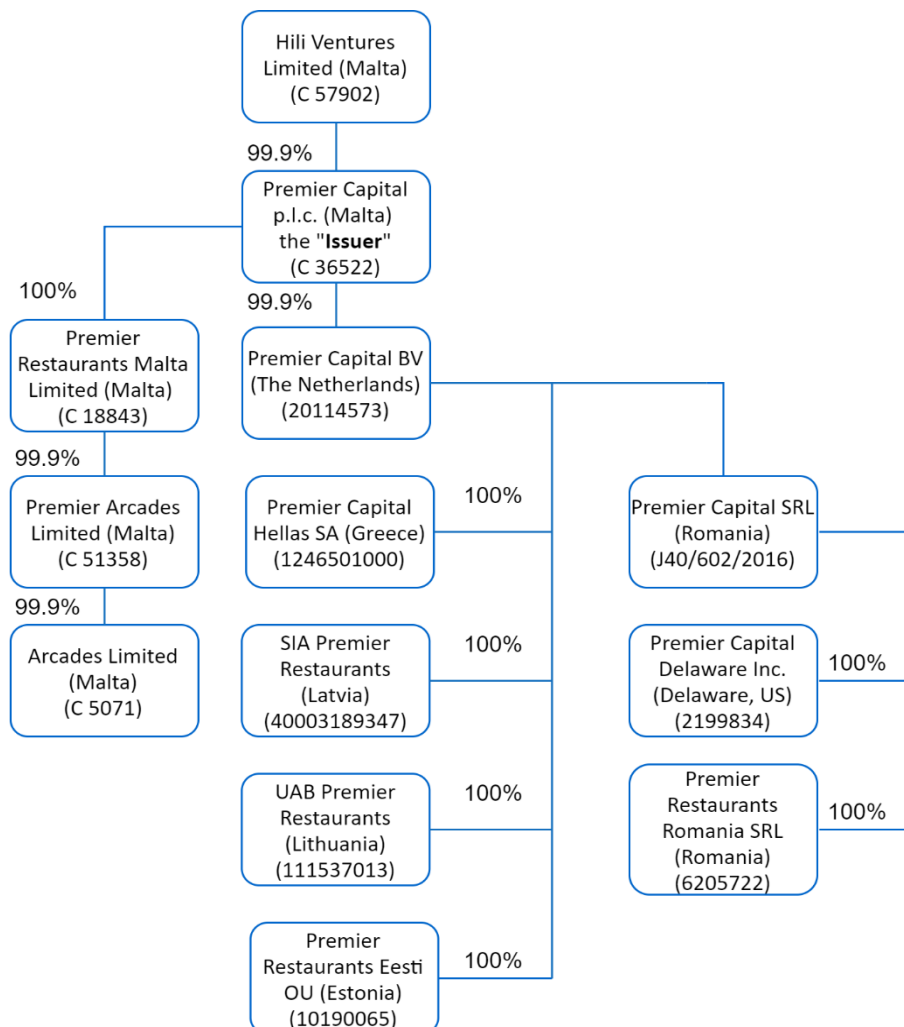 Hili Ventures
Limited (Malta)
(C 57902)
99.9%
Premier Capital
p.l.c. (Malta)
the "Issuer"
(C 36522)
100%
99.9%
Premier
Restaurants Malta
Limited (Malta)
(C 18843)
Premier Capital BV
(The Netherlands)
(20114573)
99.9%
Premier Arcades
Limited (Malta)
(C 51358)
Premier Capital
Hellas SA (Greece)
(1246501000)
100%
Premier Capital SRL
(Romania)
(J40/602/2016)
99.9%
Arcades Limited
(Malta)
(C 5071)
SIA Premier
Restaurants
(Latvia)
(40003189347)
100%
Premier Capital
Delaware Inc.
(Delaware, US)
(2199834)
100%
UAB Premier
Restaurants
(Lithuania)
(111537013)
100%
Premier
Restaurants
Romania SRL
(Romania)
(6205722)
100%
Premier
Restaurants Eesti
OU (Estonia)
(10190065)
100%